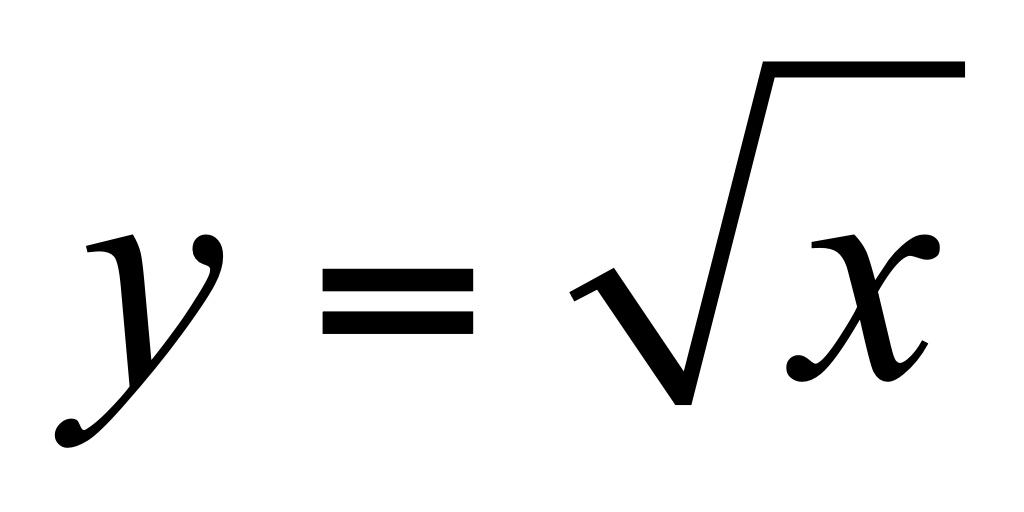 y = √x